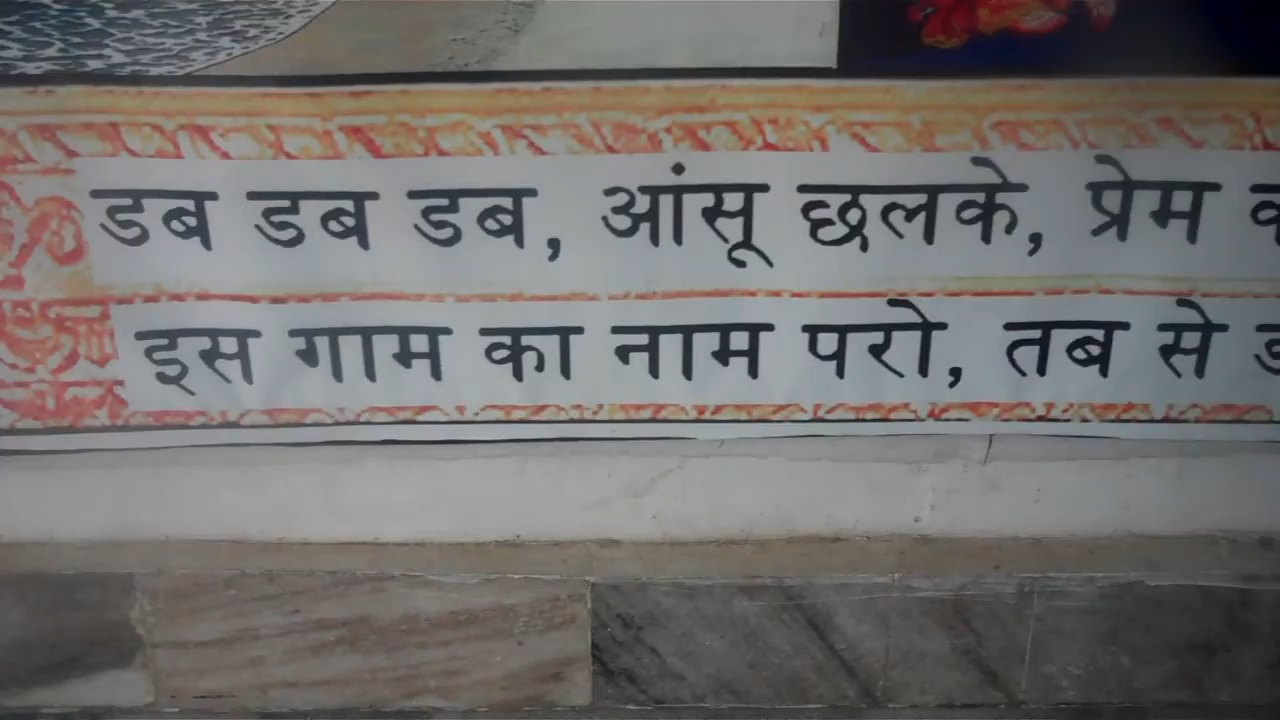 डब डब डब, आंसू छलके, प्रेम
इस गाम का नाम परो, तब से